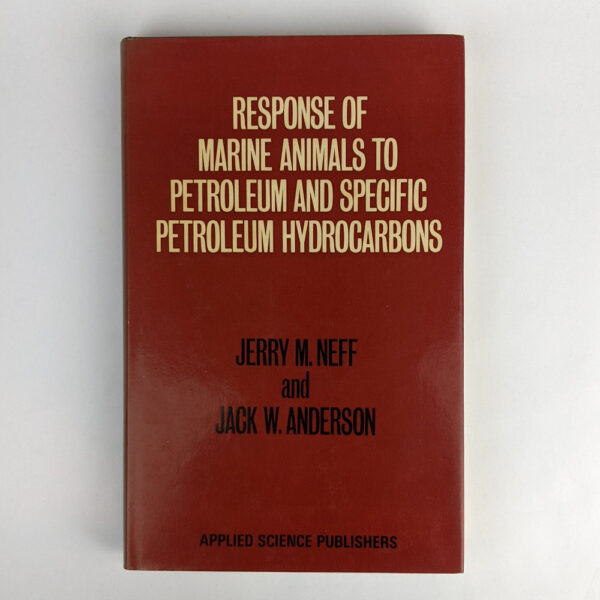 RESPONSE OF
MARINE ANIMALS TO
PETROLEUM AND SPECIFIC
PETROLEUM HYDROCARBONS
JERRY M. NEFF
and
JACK W. ANDERSON
APPLIED SCIENCE PUBLISHERS